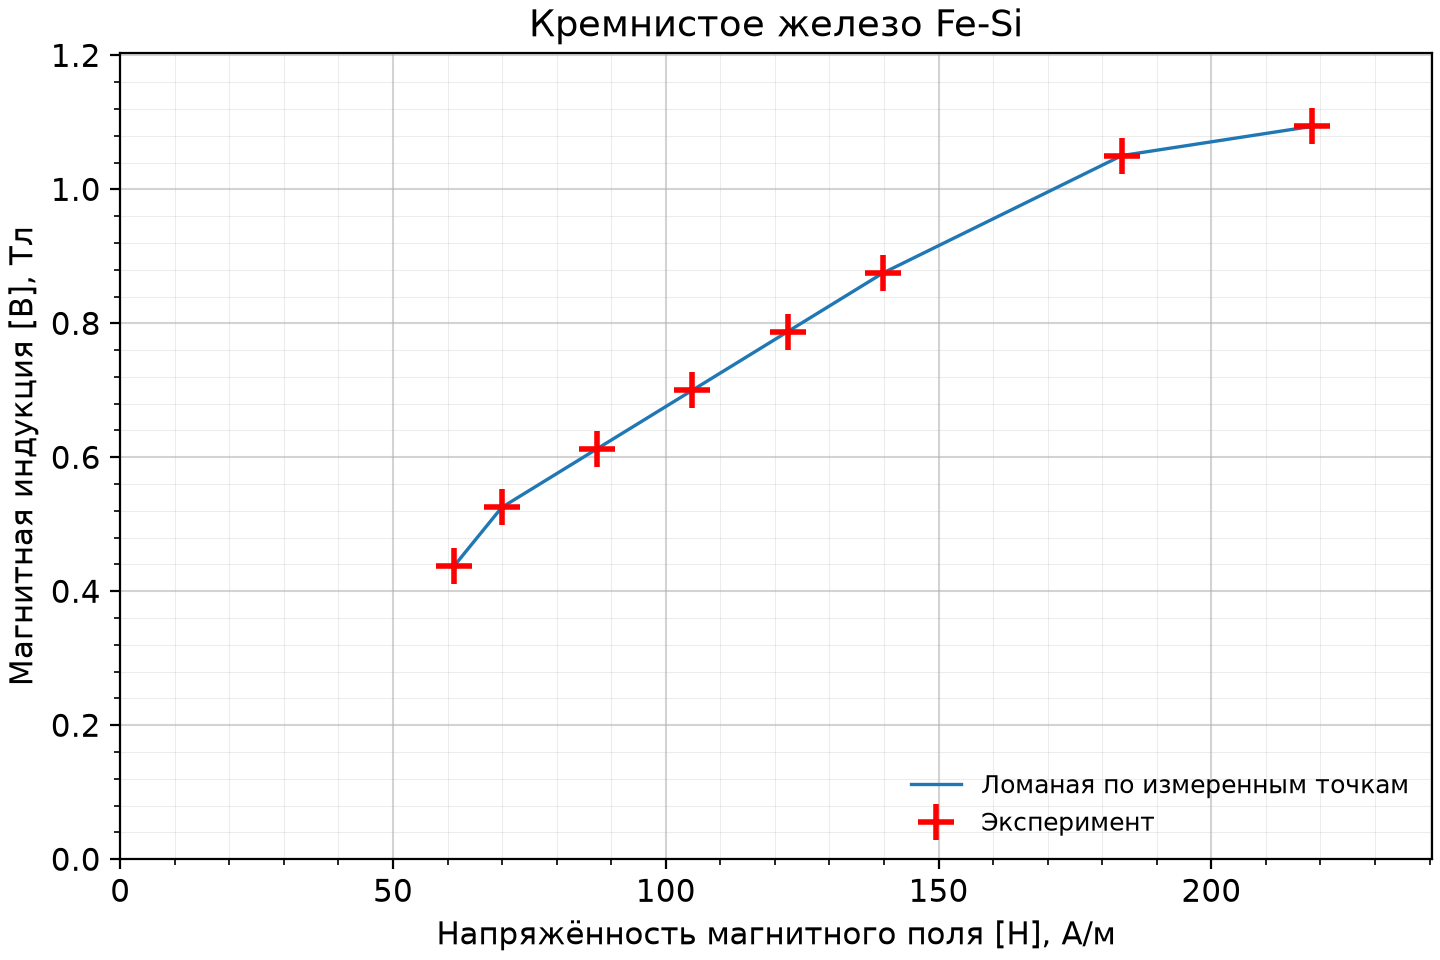 Кремнистое железо Fe-Si
1.2
1.0
0.8
0.6
0.4
0.2
0.0
Магнитная индукция [B], Тл
0 50 100 150 200
Напряжённость магнитного поля [H], А/м
Ломаная по измеренным точкам
Эксперимент